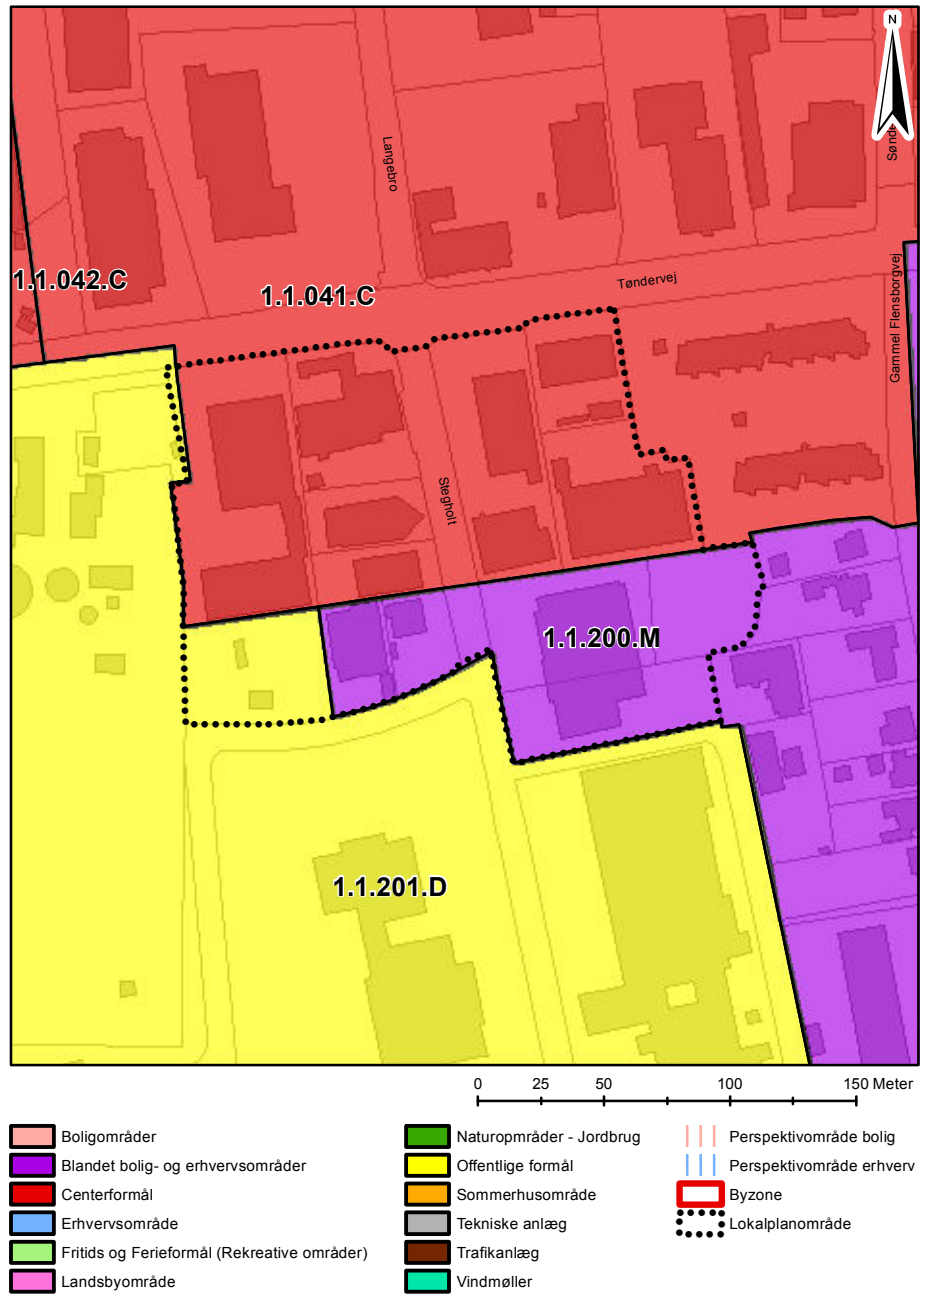 N
Langebro
Sønde
1.1.042.C
1.1.041.C
Tøndervej
Gammel Flensborgvej
Stegholt
1.1.200.M
1.1.201.D
0 25 50 100 150 Meter
Boligområder
Blandet bolig- og erhvervsområder
Centerformål
Erhvervsområde
Fritids og Ferieformål (Rekreative områder)
Landsbyområde
Naturopmråder - Jordbrug
Offentlige formål
Sommerhusområde
Tekniske anlæg
Trafikanlæg
Vindmøller
Perspektivområde bolig
Perspektivområde erhverv
Byzone
Lokalplanområde